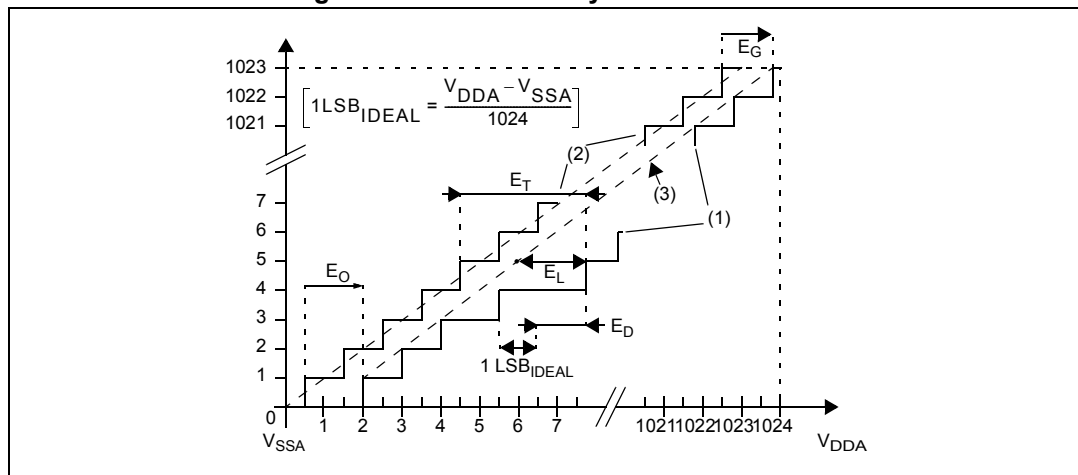 E_G
1023
1022
1021
[1LSB_IDEAL = (V_DDA − V_SSA) / 1024]
(2)
(3)
(1)
E_T
7
6
5
4
3
2
1
0
E_O
E_L
E_D
1 LSB_IDEAL
1 2 3 4 5 6 7 1021 1022 1023 1024
V_SSA
V_DDA